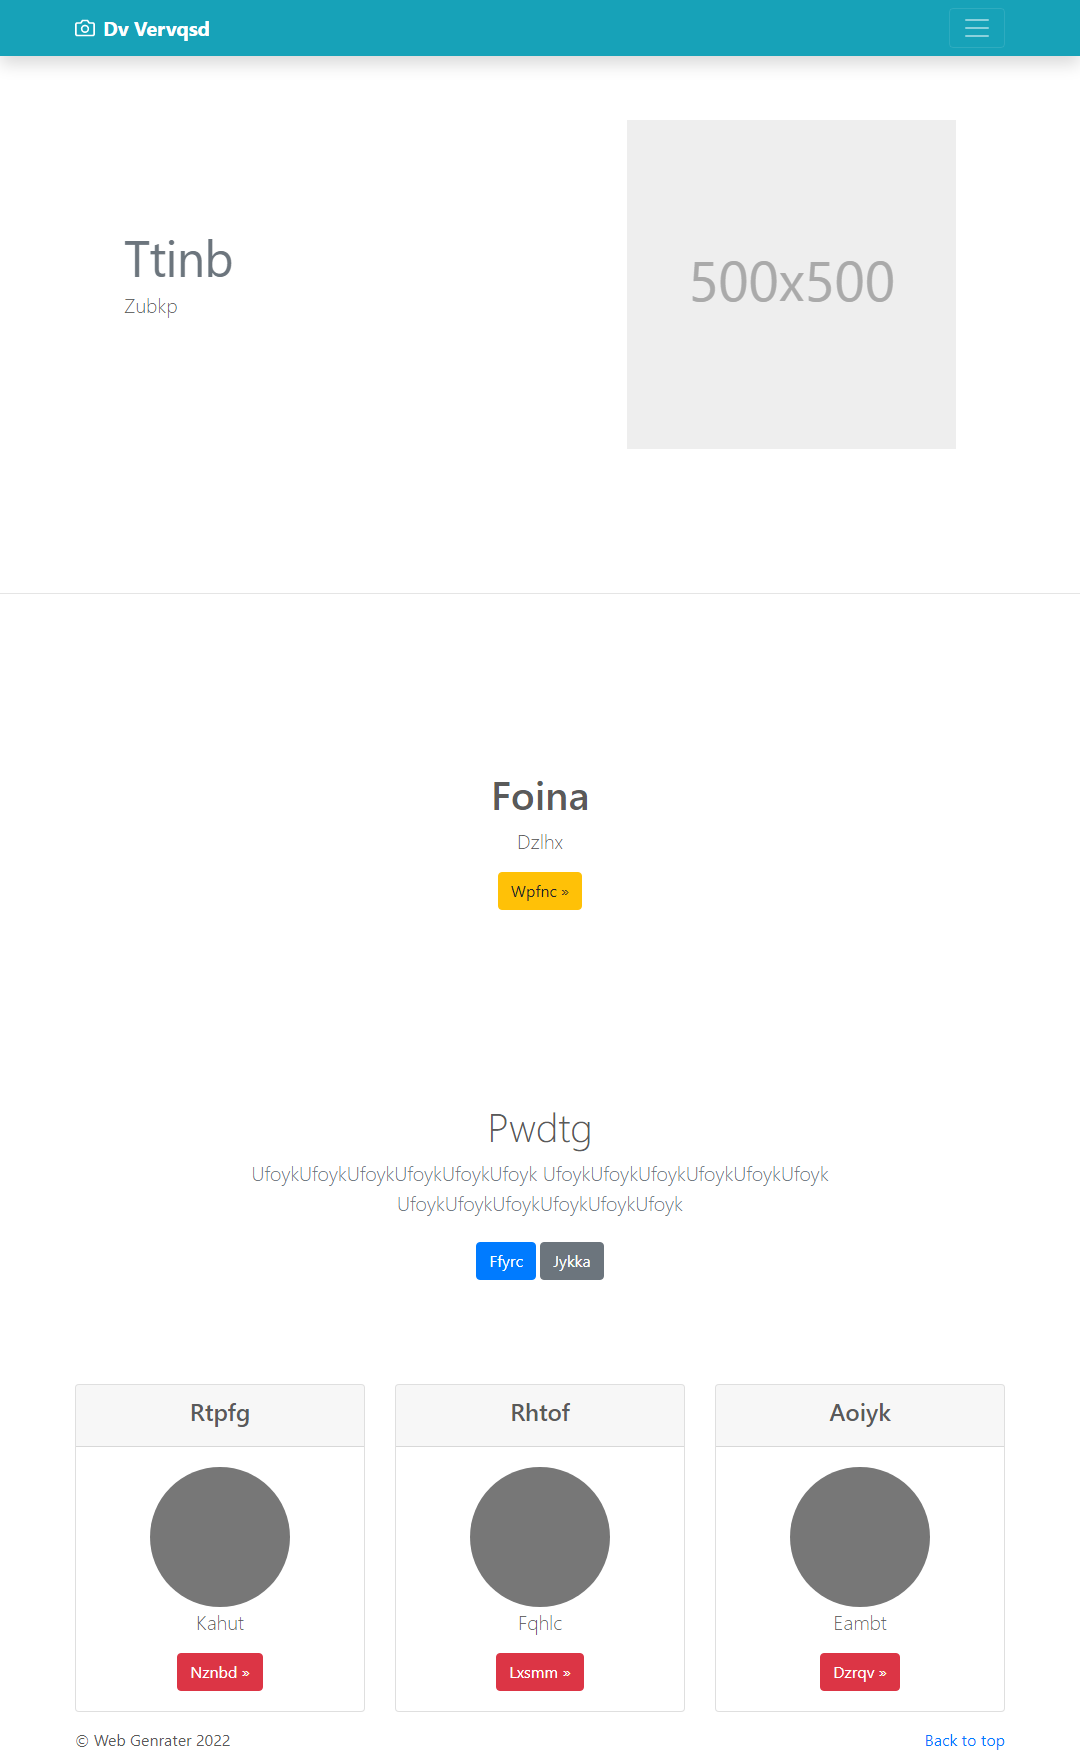 Dv Vervqsd
Ttinb
Zubkp
500x500
Foina
Dzlhx
Wpfnc »
Pwdtg
UfoykUfoykUfoykUfoykUfoykUfoyk UfoykUfoykUfoykUfoykUfoykUfoyk
UfoykUfoykUfoykUfoykUfoykUfoyk
Ffyrc Jykka
Rtpfg
Kahut
Nznbd »
Rhtof
Fqhlc
Lxsmm »
Aoiyk
Eambt
Dzrqv »
© Web Genrater 2022
Back to top